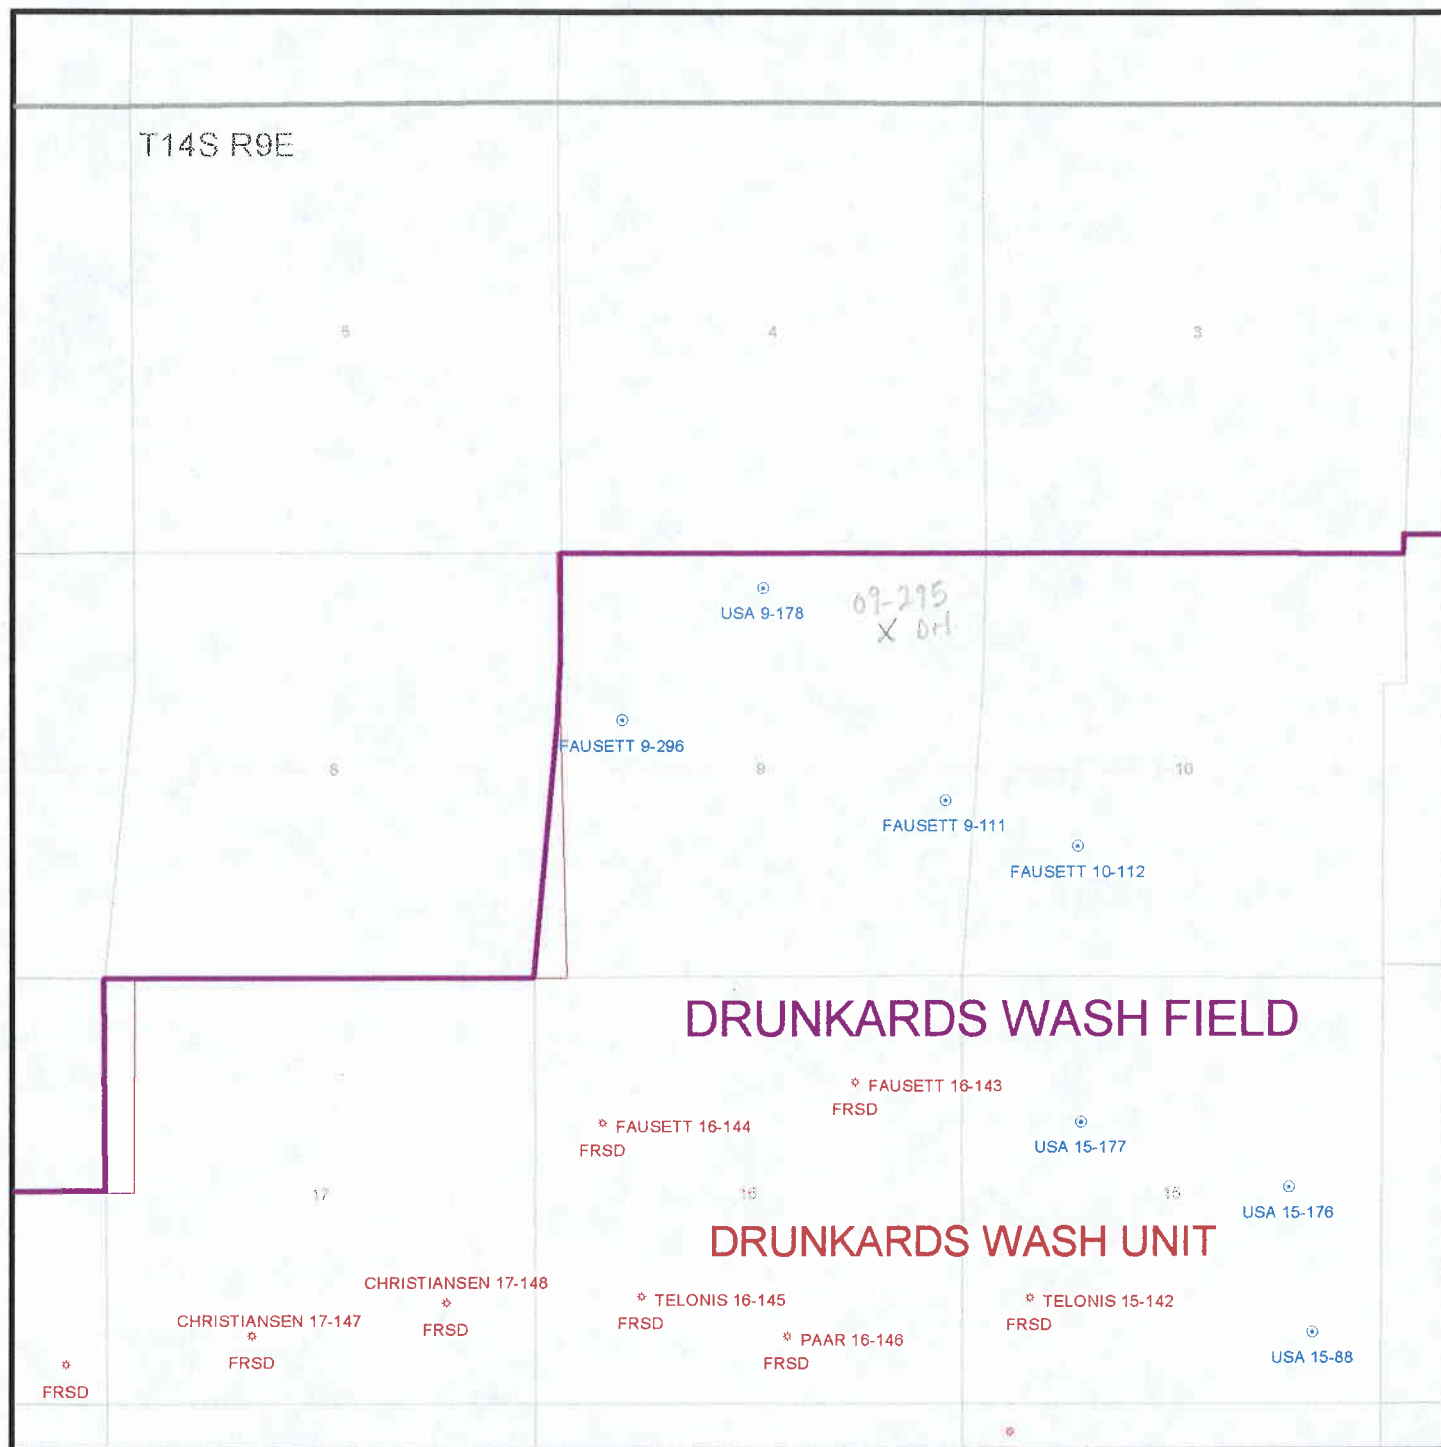 T14S R9E
5
4
3
USA 9-178
09-295
X Drl.
FAUSETT 9-296
8
9
10
FAUSETT 9-111
FAUSETT 10-112
DRUNKARDS WASH FIELD
FAUSETT 16-143
FRSD
FAUSETT 16-144
FRSD
USA 15-177
17
16
15
USA 15-176
DRUNKARDS WASH UNIT
CHRISTIANSEN 17-148
FRSD
TELONIS 16-145
FRSD
TELONIS 15-142
FRSD
CHRISTIANSEN 17-147
FRSD
PAAR 16-146
FRSD
USA 15-88
FRSD